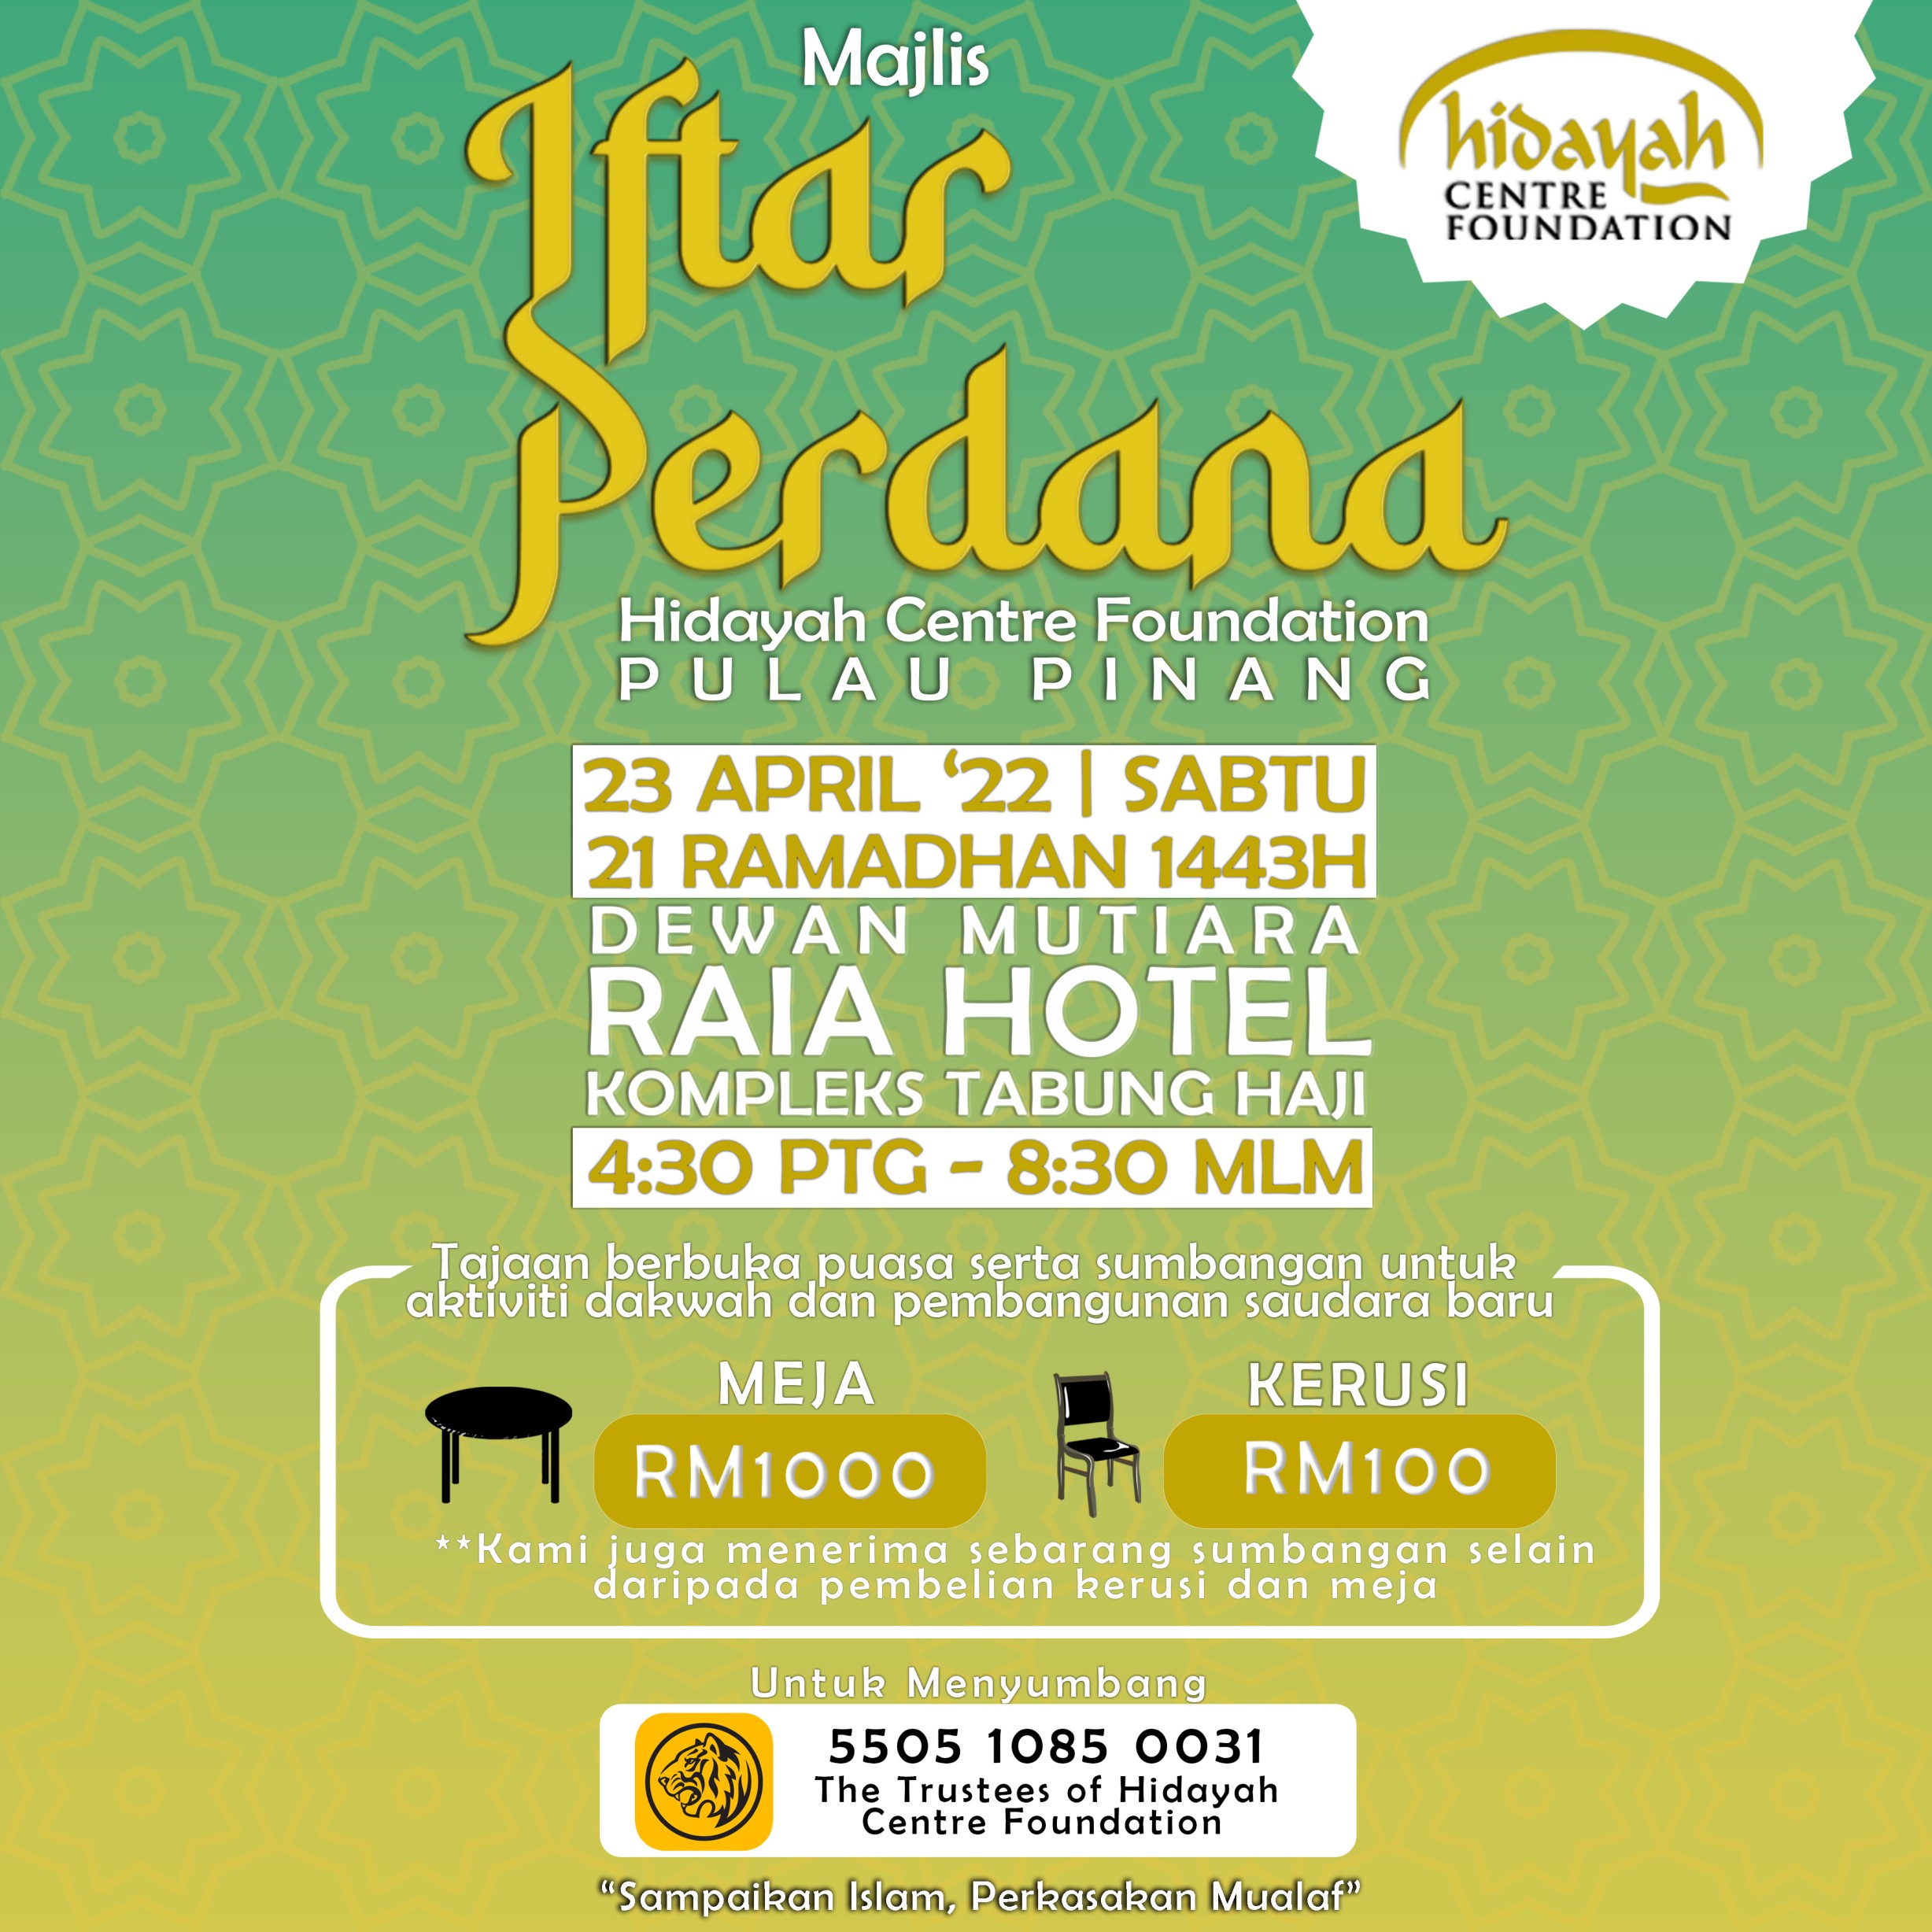 Majlis
Iftar
Perdana
hidayah
CENTRE
FOUNDATION
Hidayah Centre Foundation
PULAU PINANG
23 APRIL ‘22 | SABTU
21 RAMADHAN 1443H
DEWAN MUTIARA
RAIA HOTEL
KOMPLEKS TABUNG HAJI
4:30 PTG - 8:30 MLM
Tajaan berbuka puasa serta sumbangan untuk
aktiviti dakwah dan pembangunan saudara baru
MEJA
RM1000
KERUSI
RM100
**Kami juga menerima sebarang sumbangan selain
daripada pembelian kerusi dan meja
Untuk Menyumbang
5505 1085 0031
The Trustees of Hidayah
Centre Foundation
“Sampaikan Islam, Perkasakan Mualaf”